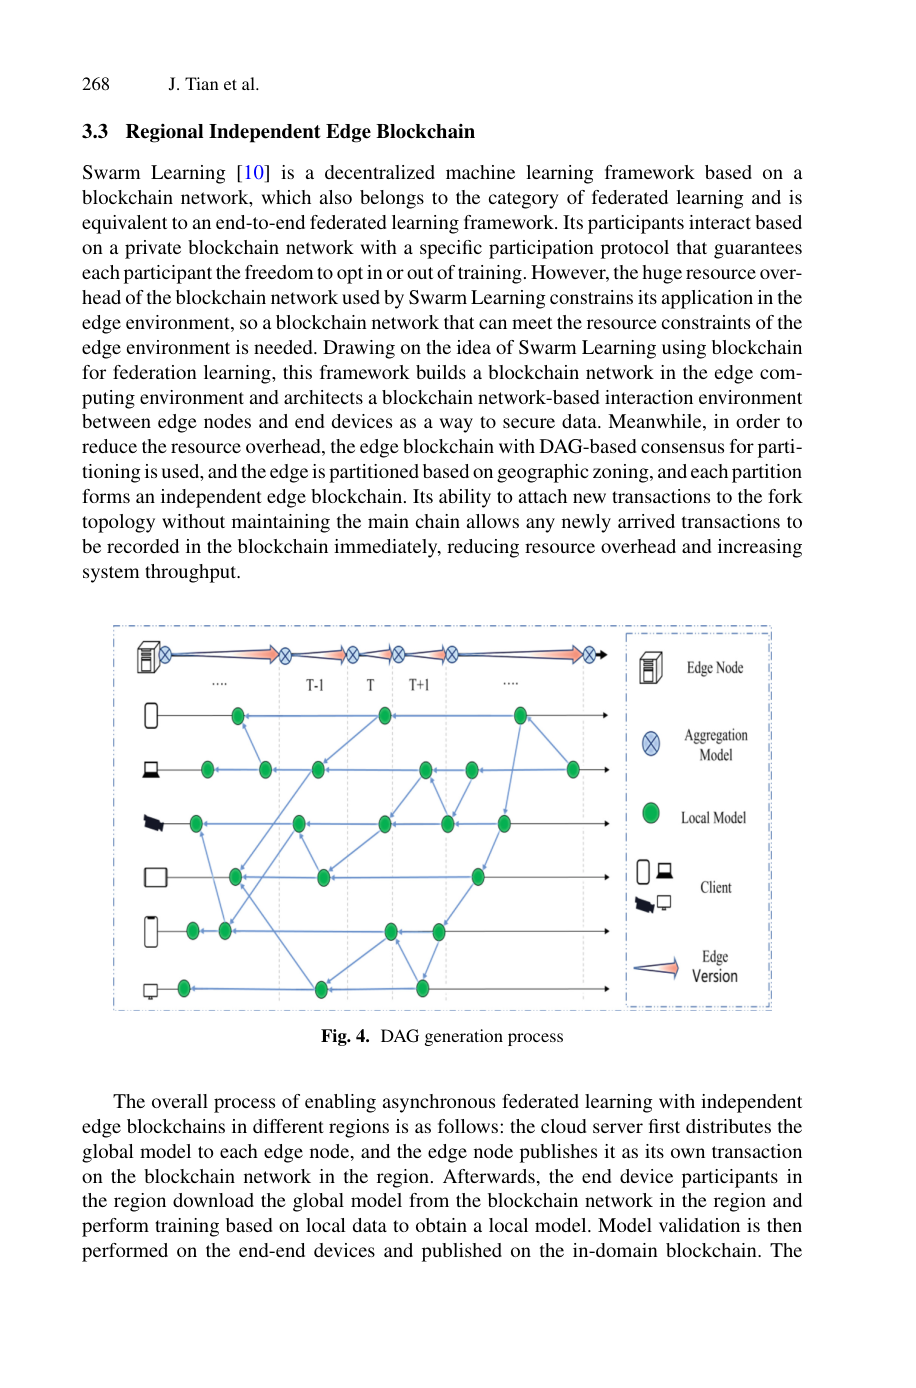 268 J. Tian et al.
3.3 Regional Independent Edge Blockchain
Swarm Learning [10] is a decentralized machine learning framework based on a
blockchain network, which also belongs to the category of federated learning and is
equivalent to an end-to-end federated learning framework. Its participants interact based
on a private blockchain network with a specific participation protocol that guarantees
each participant the freedom to opt in or out of training. However, the huge resource over-
head of the blockchain network used by Swarm Learning constrains its application in the
edge environment, so a blockchain network that can meet the resource constraints of the
edge environment is needed. Drawing on the idea of Swarm Learning using blockchain
for federation learning, this framework builds a blockchain network in the edge com-
puting environment and architects a blockchain network-based interaction environment
between edge nodes and end devices as a way to secure data. Meanwhile, in order to
reduce the resource overhead, the edge blockchain with DAG-based consensus for parti-
tioning is used, and the edge is partitioned based on geographic zoning, and each partition
forms an independent edge blockchain. Its ability to attach new transactions to the fork
topology without maintaining the main chain allows any newly arrived transactions to
be recorded in the blockchain immediately, reducing resource overhead and increasing
system throughput.
.... T-1 T T+1 ....
Edge Node
Aggregation
Model
Local Model
Client
Edge
Version
Fig. 4. DAG generation process
The overall process of enabling asynchronous federated learning with independent
edge blockchains in different regions is as follows: the cloud server first distributes the
global model to each edge node, and the edge node publishes it as its own transaction
on the blockchain network in the region. Afterwards, the end device participants in
the region download the global model from the blockchain network in the region and
perform training based on local data to obtain a local model. Model validation is then
performed on the end-end devices and published on the in-domain blockchain. The